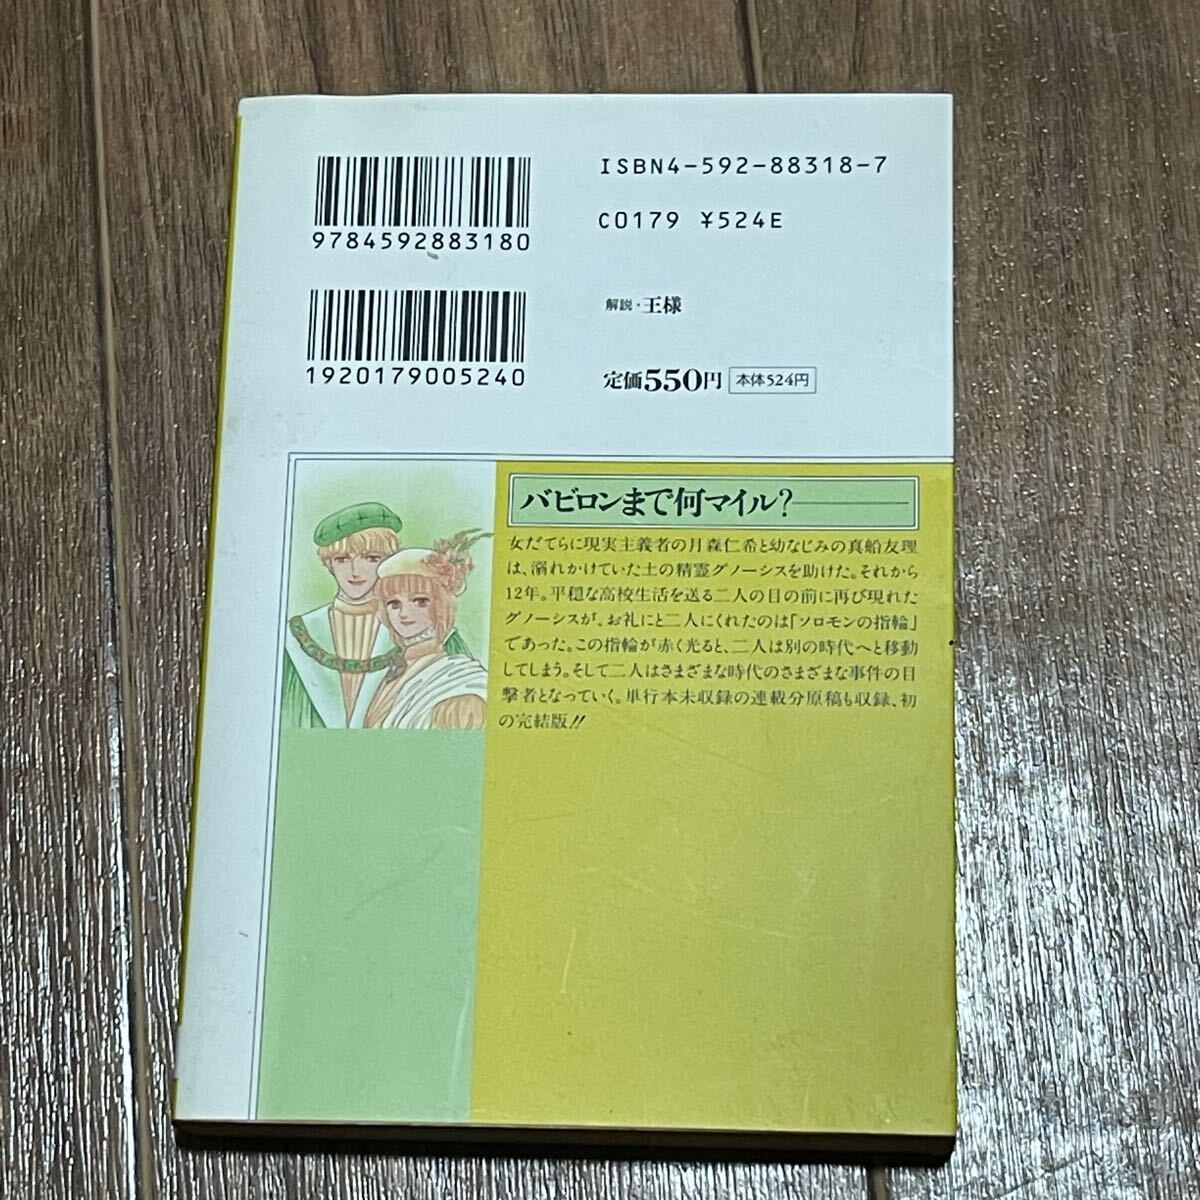 ISBN4-592-88318-7
C0179 ¥524E
9784592883180
1920179005240
解説・王様
定価550円 本体524円
バビロンまで何マイル?
女だてらに現実主義者の月森仁希と幼なじみの真船友理
は、溺れかけていた土の精霊グノーシスを助けた。それから
12年。平穏な高校生活を送る二人の目の前に再び現れた
グノーシスが、お礼にと二人にくれたのは「ソロモンの指輪」
であった。この指輪が赤く光ると、二人は別の時代へと移動
してしまう。そして二人はさまざまな時代のさまざまな事件の目
撃者となっていく。単行本未収録の連載分原稿も収録、初
の完結版!!